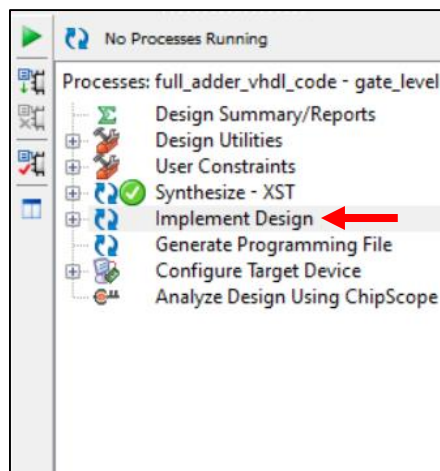 No Processes Running
Processes: full_adder_vhdl_code - gate_level
Design Summary/Reports
Design Utilities
User Constraints
Synthesize - XST
Implement Design
Generate Programming File
Configure Target Device
Analyze Design Using ChipScope